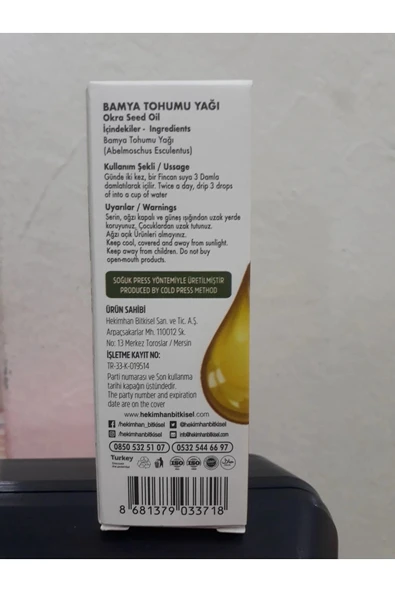 BAMYA TOHUMU YAĞI
Okra Seed Oil
İçindekiler - Ingredients
Bamya Tohumu Yağı
(Abelmoschus Esculentus)
Kullanım Şekli / Ussage
Günde iki kez, bir Fincan suya 3 Damla
damlatılarak içilir. Twice a day, drip 3 drops
of into a cup of water
Uyarılar / Warnings
Serin, ağzı kapalı ve güneş ışığından uzak yerde
koruyunuz, Çocuklardan uzak tutunuz.
Ağzı açık Ürünleri almayınız.
Keep cool, covered and away from sunlight.
Keep away from children. Do not buy
open-mouth products.
SOĞUK PRESS YÖNTEMİYLE ÜRETİLMİŞTİR
PRODUCED BY COLD PRESS METHOD
ÜRÜN SAHİBİ
Hekimhan Bitkisel San. ve Tic. A.Ş.
Arpaçsakarlar Mh. 110012 Sk.
No: 13 Merkez Toroslar / Mersin
İŞLETME KAYIT NO:
TR-33-K-019514
Parti numarası ve Son kullanma
tarihi kapağın üstündedir.
The party number and expiration
date are on the cover
www.hekimhanbitkisel.com
/hekimhan_bitkisel
@hekimhanbitkisel
/hekimhanbitkisel
info@hekimhanbitkisel.com
0850 532 51 07
0532 544 66 97
Turkey
ISO
ISO
8 681379 033718